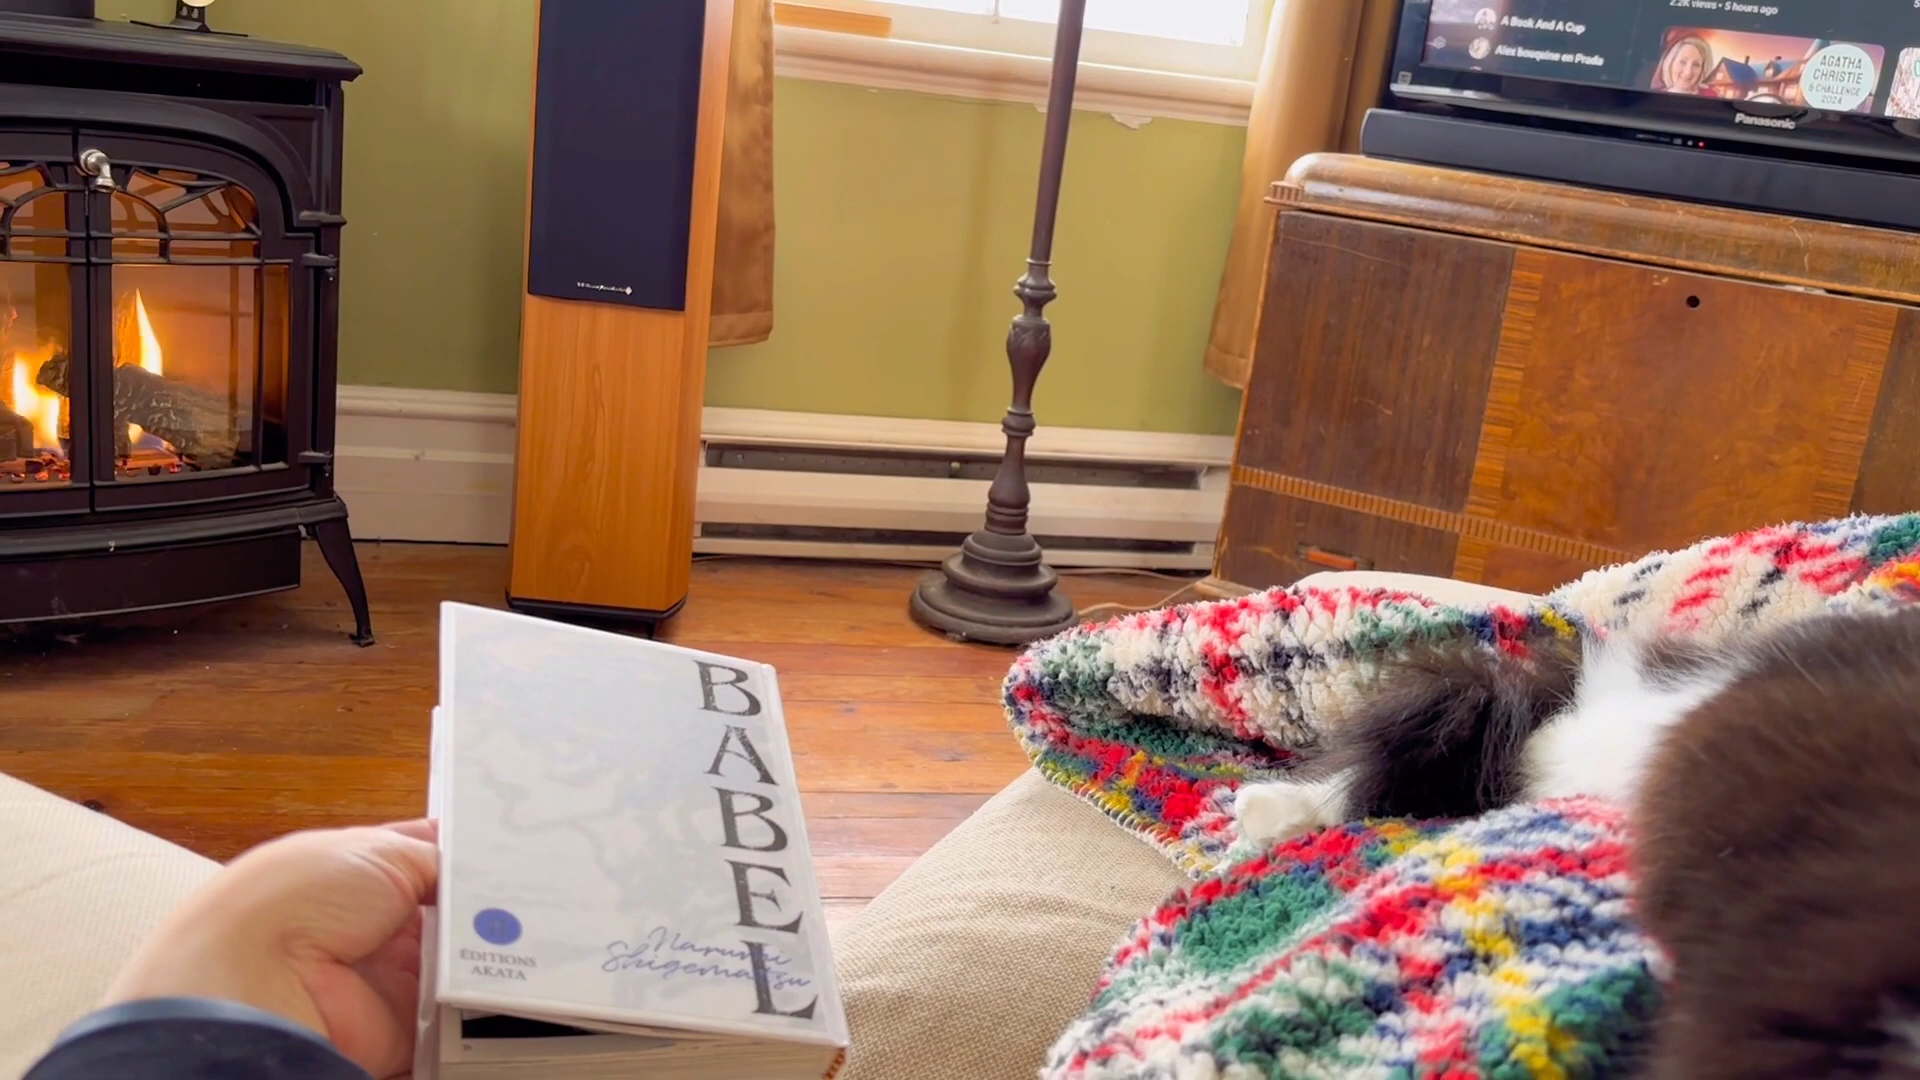 2.2K views • 5 hours ago
A Book And A Cup
Alex bouquine en Prada
AGATHA
CHRISTIE
CHALLENGE
2024
Panasonic
BABEL
Narumi
Shigematsu
EDITIONS
AKATA